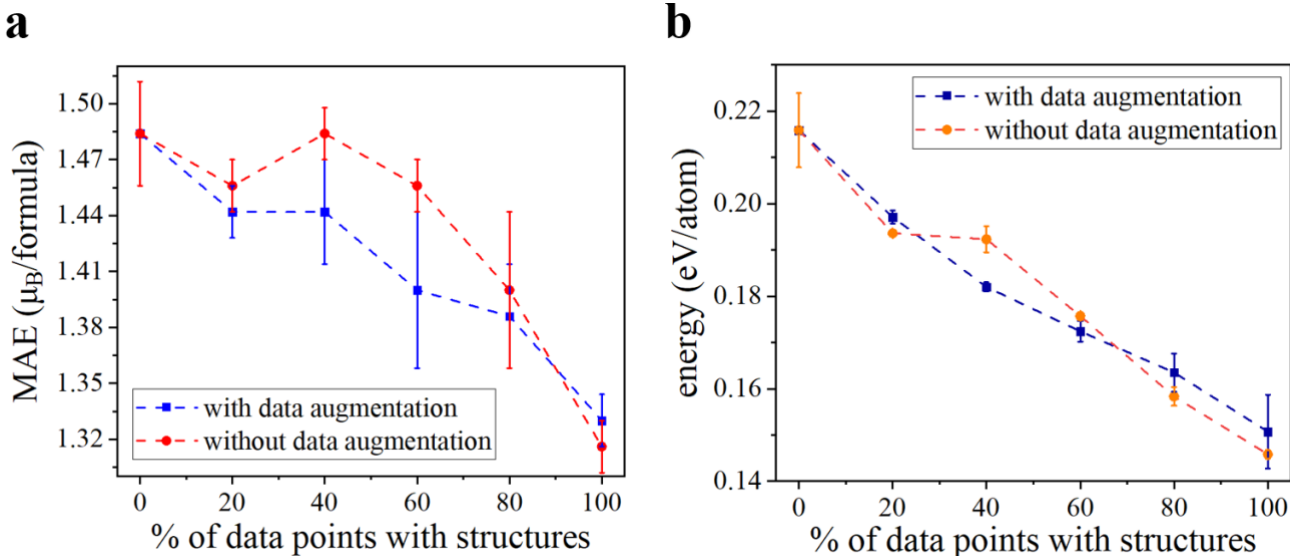 a
MAE (μB/formula)
1.50
1.47
1.44
1.41
1.38
1.35
1.32
with data augmentation
without data augmentation
0 20 40 60 80 100
% of data points with structures
b
energy (eV/atom)
0.22
0.20
0.18
0.16
0.14
with data augmentation
without data augmentation
0 20 40 60 80 100
% of data points with structures